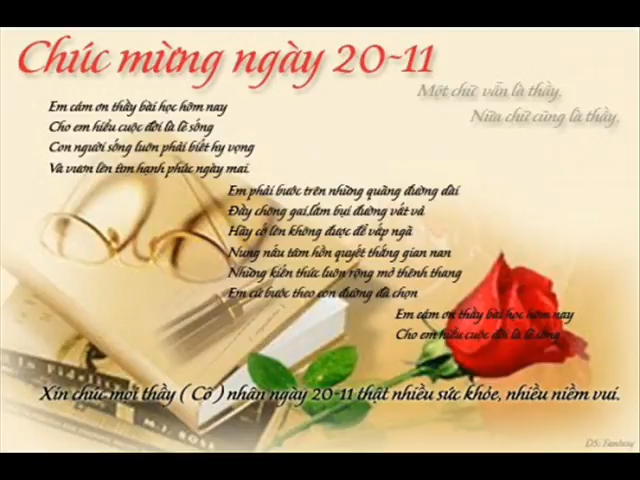 Chúc mừng ngày 20-11
Một chữ vẫn là thầy,
Nửa chữ cũng là thầy.
Em cám ơn thầy bài học hôm nay
Cho em hiểu cuộc đời là lẽ sống
Con người sống luôn phải biết hy vọng
Và vươn lên tìm hạnh phúc ngày mai.
Em phải bước trên những quãng đường dài
Đầy chông gai,lấm bụi đường vất vả
Hãy cố lên không được để vấp ngã
Nung nấu tâm hồn quyết thắng gian nan
Những kiến thức luôn rộng mở thênh thang
Em cứ bước theo con đường đã chọn
Em cám ơn thầy bài học hôm nay
Cho em hiểu cuộc đời là lẽ sống
Xin chúc mọi thầy ( Cô ) nhân ngày 20-11 thật nhiều sức khỏe, nhiều niềm vui.
M.J. ROSS
DS: